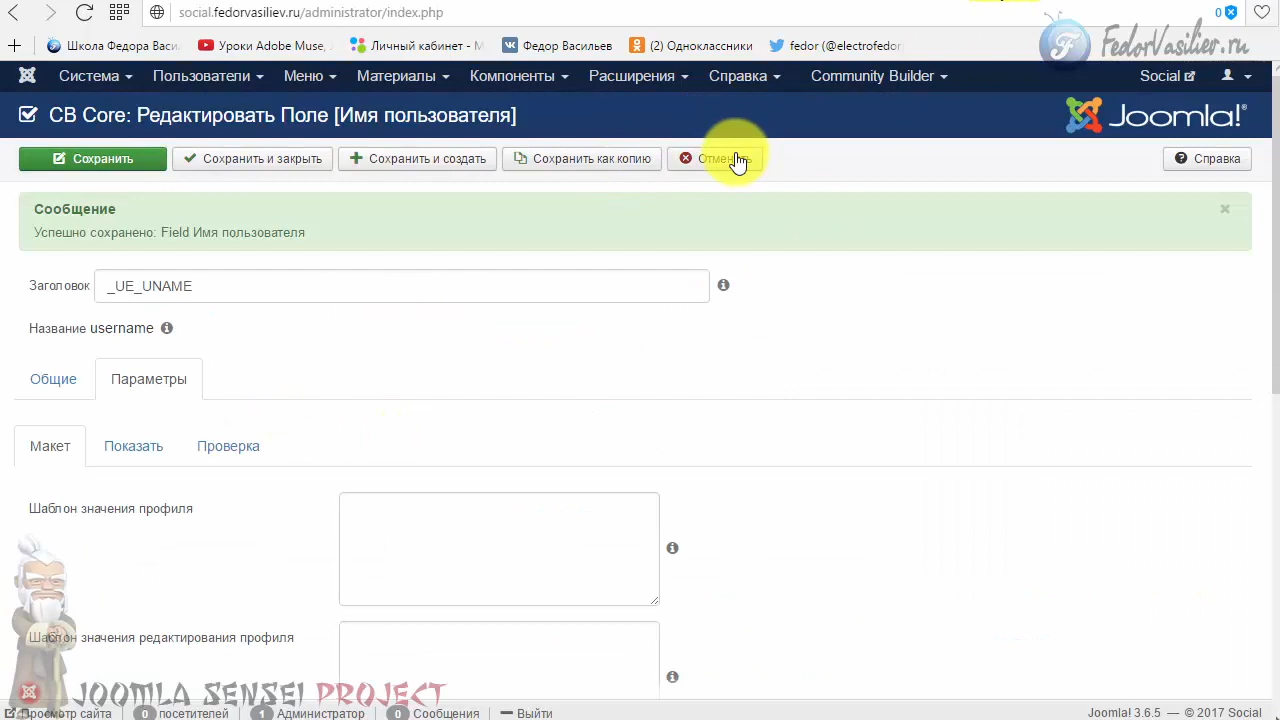 social.fedorvasiliev.ru/administrator/index.php
0
Школа Федора Васи. Уроки Adobe Muse, Личный кабинет - М Федор Васильев (2) Одноклассники fedor (@electrofedor
FedorVasiliev.ru
Система Пользователи Меню Материалы Компоненты Расширения Справка Community Builder Social
CB Core: Редактировать Поле [Имя пользователя]
Joomla!®
Сохранить Сохранить и закрыть Сохранить и создать Сохранить как копию Отменить Справка
Сообщение
Успешно сохранено: Field Имя пользователя
Заголовок _UE_UNAME
Название username
Общие Параметры
Макет Показать Проверка
Шаблон значения профиля
Шаблон значения редактирования профиля
JOOMLA SENSEI PROJECT
Просмотр сайта 0 посетителей 1 Администратор 0 Сообщения Выйти Joomla! 3.6.5 — © 2017 Social